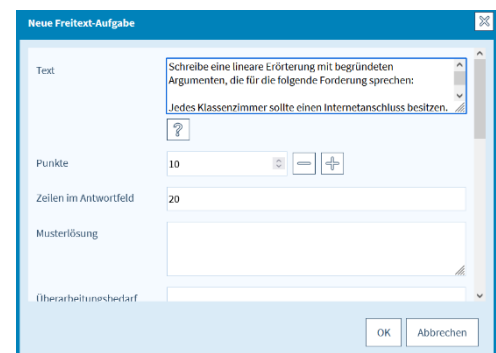 Neue Freitext-Aufgabe
Text
Schreibe eine lineare Erörterung mit begründeten
Argumenten, die für die folgende Forderung sprechen:
Jedes Klassenzimmer sollte einen Internetanschluss besitzen.
?
Punkte
10
Zeilen im Antwortfeld
20
Musterlösung
Überarbeitungsbedarf
OK Abbrechen